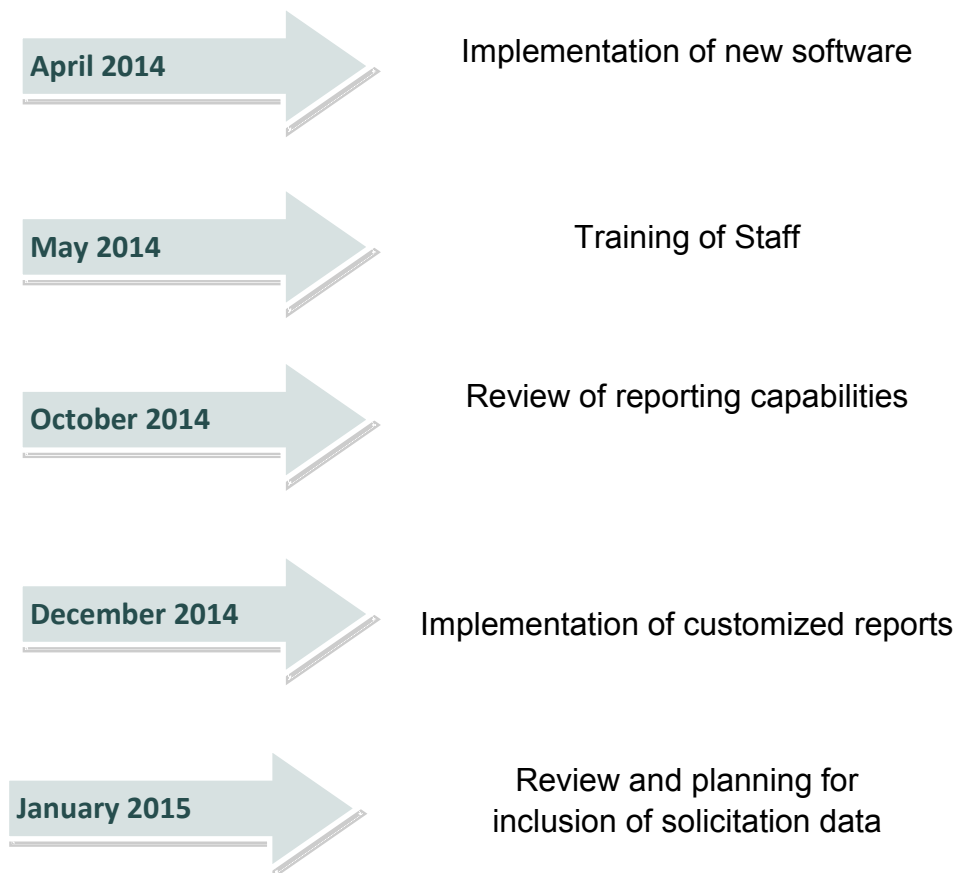 April 2014
Implementation of new software
May 2014
Training of Staff
October 2014
Review of reporting capabilities
December 2014
Implementation of customized reports
January 2015
Review and planning for
inclusion of solicitation data